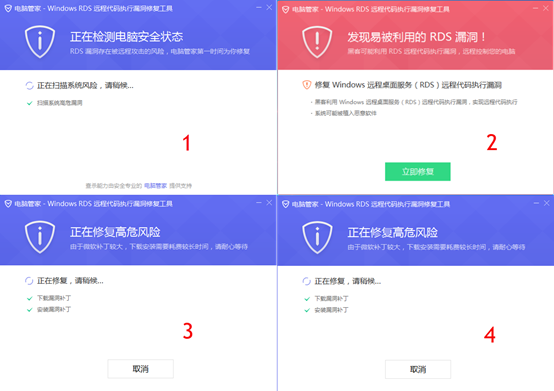 电脑管家 - Windows RDS 远程代码执行漏洞修复工具
正在检测电脑安全状态
RDS 漏洞存在被远程攻击的风险，电脑管家第一时间为你修复
正在扫描系统风险，请稍候...
扫描系统高危漏洞
1
查杀能力由安全专业的 电脑管家 提供支持
电脑管家 - Windows RDS 远程代码执行漏洞修复工具
发现易被利用的 RDS 漏洞！
黑客可能利用 RDS 远程代码执行漏洞，远程控制您的电脑
修复 Windows 远程桌面服务（RDS）远程代码执行漏洞
· 黑客利用 Windows 远程桌面服务（RDS）远程代码执行漏洞，实现远程代码执行
· 系统可能被植入恶意软件
2
立即修复
电脑管家 - Windows RDS 远程代码执行漏洞修复工具
正在修复高危风险
由于微软补丁较大，下载安装需要耗费较长时间，请耐心等待
正在修复，请稍候...
下载漏洞补丁
安装漏洞补丁
3
取消
电脑管家 - Windows RDS 远程代码执行漏洞修复工具
正在修复高危风险
由于微软补丁较大，下载安装需要耗费较长时间，请耐心等待
正在修复，请稍候...
下载漏洞补丁
安装漏洞补丁
4
取消